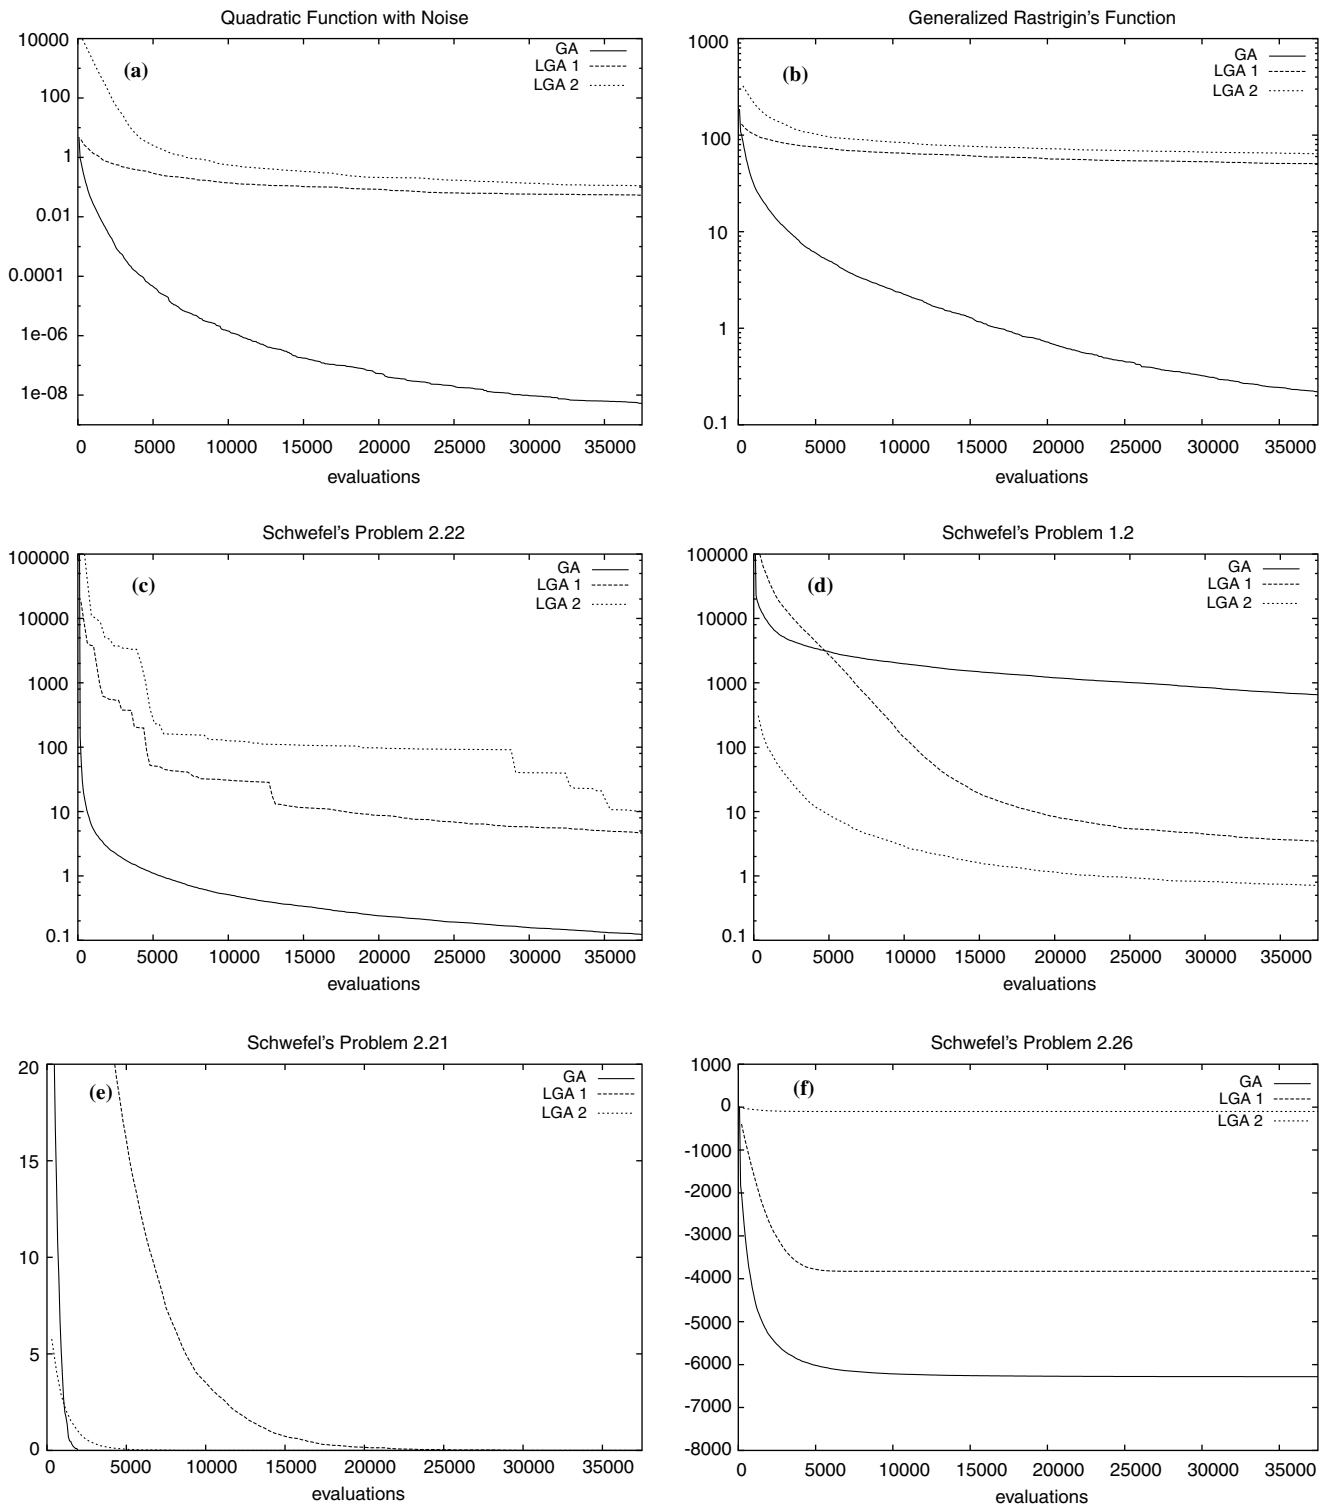 Quadratic Function with Noise
10000
100
1
0.01
0.0001
1e-06
1e-08
(a)
GA
LGA 1
LGA 2
0 5000 10000 15000 20000 25000 30000 35000
evaluations
Generalized Rastrigin's Function
1000
100
10
1
0.1
(b)
GA
LGA 1
LGA 2
0 5000 10000 15000 20000 25000 30000 35000
evaluations
Schwefel's Problem 2.22
100000
10000
1000
100
10
1
0.1
(c)
GA
LGA 1
LGA 2
0 5000 10000 15000 20000 25000 30000 35000
evaluations
Schwefel's Problem 1.2
100000
10000
1000
100
10
1
0.1
(d)
GA
LGA 1
LGA 2
0 5000 10000 15000 20000 25000 30000 35000
evaluations
Schwefel's Problem 2.21
20
15
10
5
0
(e)
GA
LGA 1
LGA 2
0 5000 10000 15000 20000 25000 30000 35000
evaluations
Schwefel's Problem 2.26
1000
0
-1000
-2000
-3000
-4000
-5000
-6000
-7000
-8000
(f)
GA
LGA 1
LGA 2
0 5000 10000 15000 20000 25000 30000 35000
evaluations